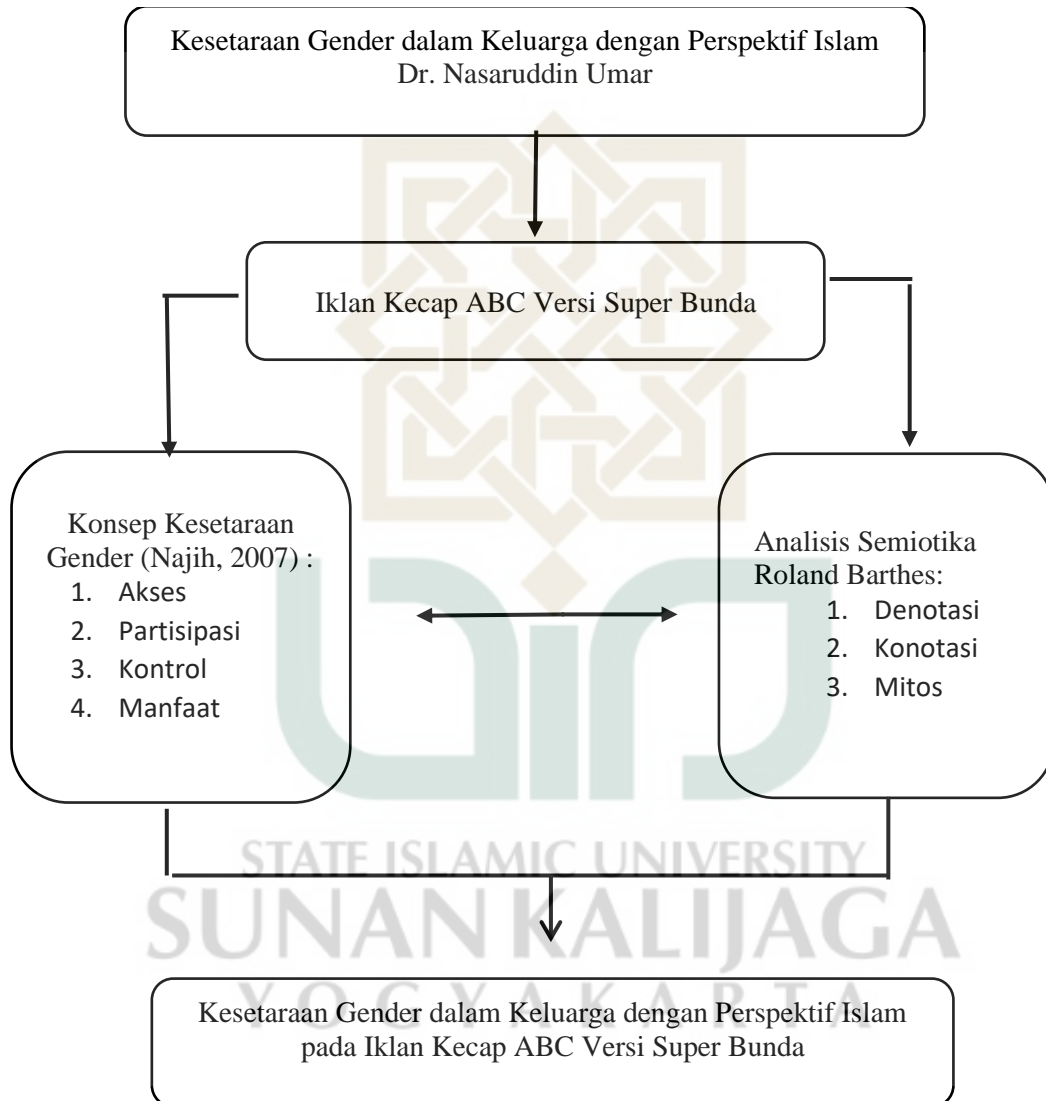 Kesetaraan Gender dalam Keluarga dengan Perspektif Islam
Dr. Nasaruddin Umar
Iklan Kecap ABC Versi Super Bunda
Konsep Kesetaraan
Gender (Najih, 2007) :
1. Akses
2. Partisipasi
3. Kontrol
4. Manfaat
Analisis Semiotika
Roland Barthes:
1. Denotasi
2. Konotasi
3. Mitos
STATE ISLAMIC UNIVERSITY
SUNAN KALIJAGA
YOGYAKARTA
Kesetaraan Gender dalam Keluarga dengan Perspektif Islam
pada Iklan Kecap ABC Versi Super Bunda